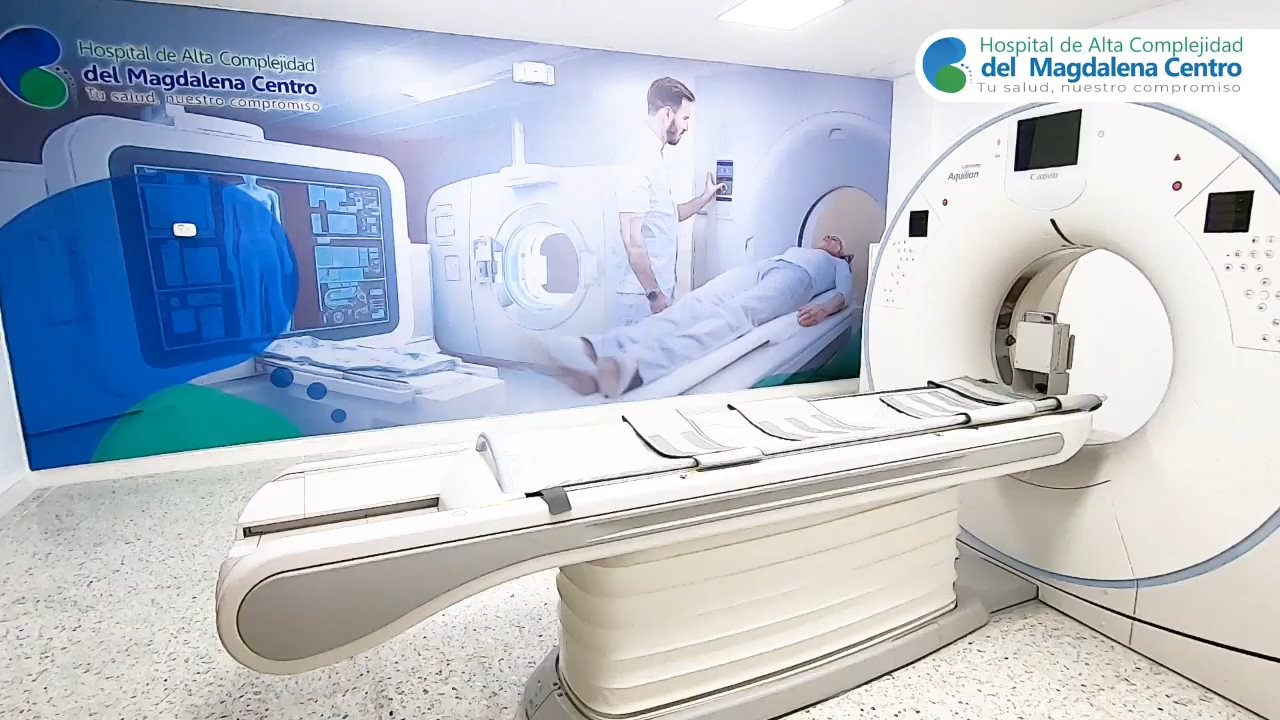 Hospital de Alta Complejidad
del Magdalena Centro
Tu salud, nuestro compromiso
Hospital de Alta Complejidad
del Magdalena Centro
Tu salud, nuestro compromiso
Aquilion
Canon